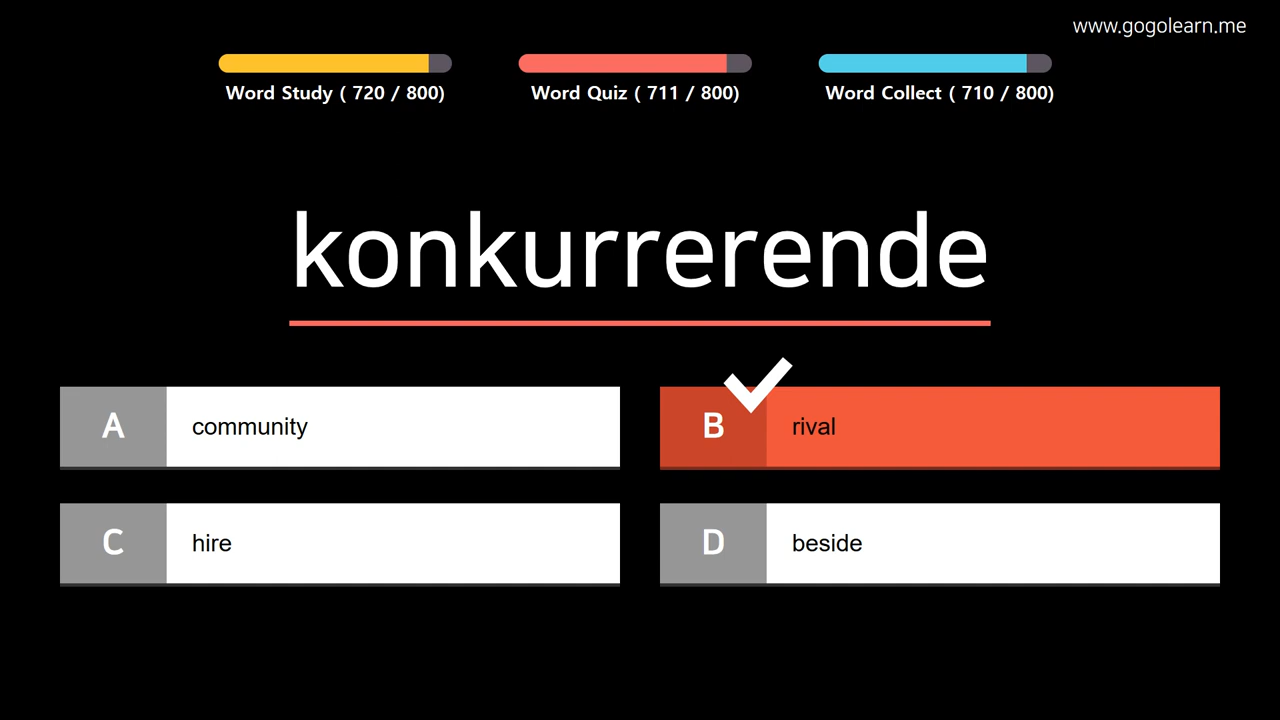 www.gogolearn.me
Word Study ( 720 / 800)
Word Quiz ( 711 / 800)
Word Collect ( 710 / 800)
konkurrerende
A community
B rival
C hire
D beside